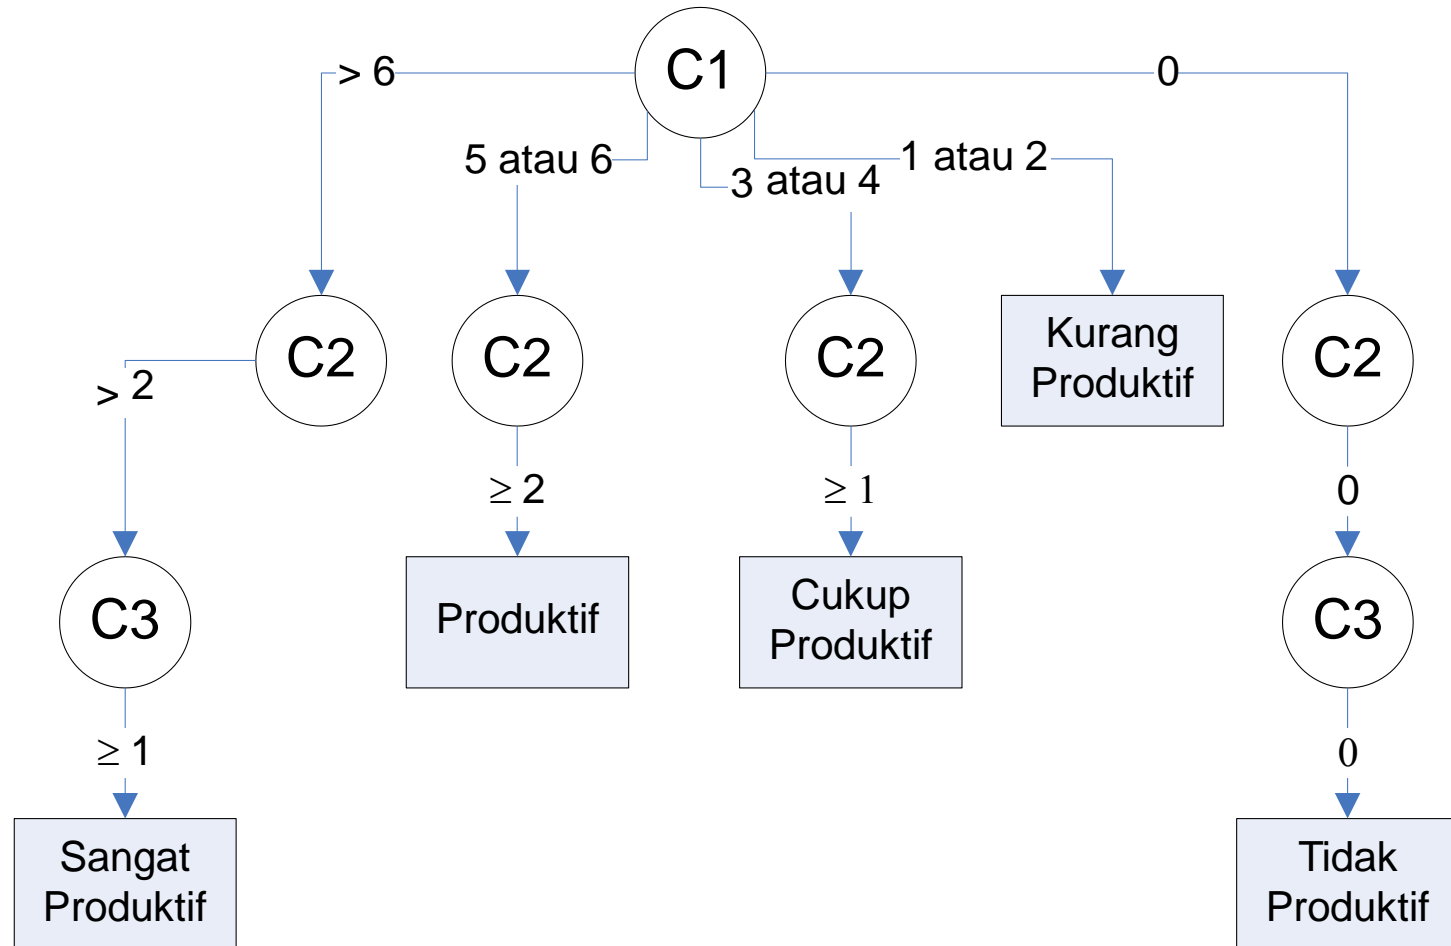 C1
> 6
0
5 atau 6
3 atau 4
1 atau 2
C2
C2
C2
Kurang
Produktif
C2
> 2
≥ 2
≥ 1
0
C3
Produktif
Cukup
Produktif
C3
≥ 1
0
Sangat
Produktif
Tidak
Produktif